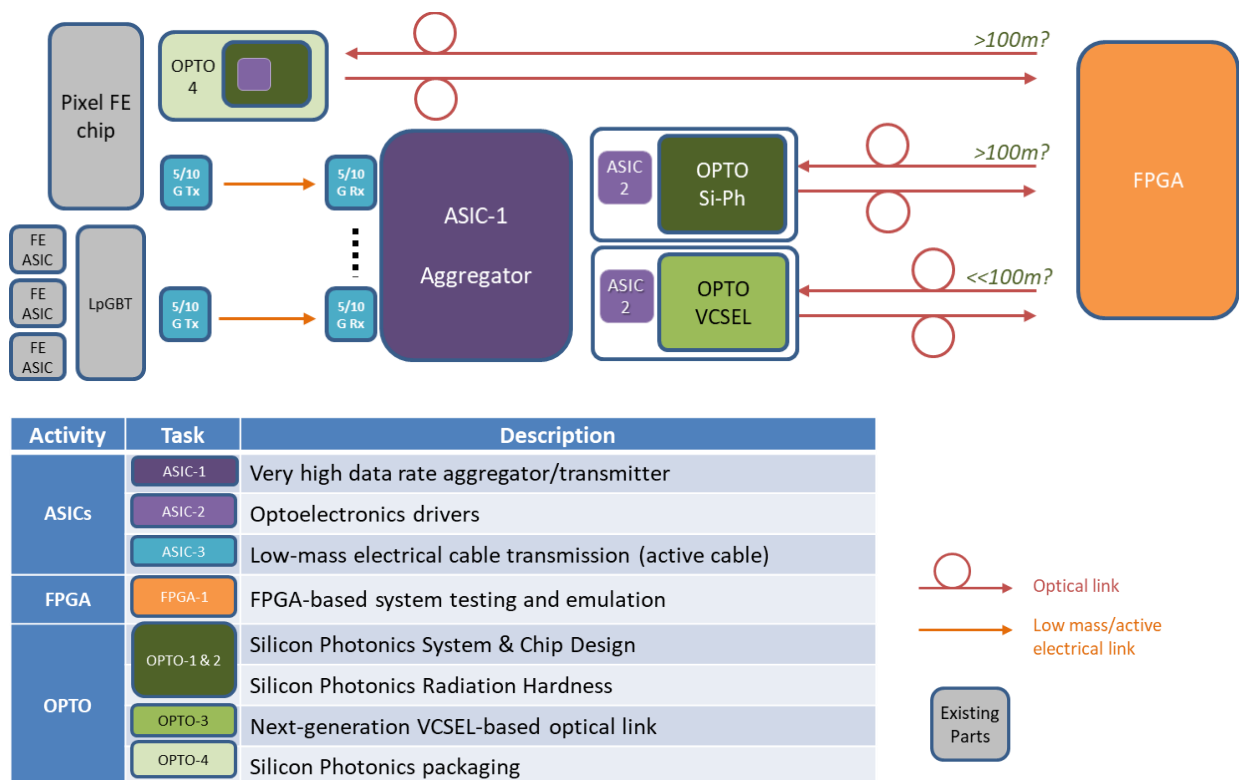 >100m?
OPTO
4
Pixel FE
chip
FPGA
5/10
G Tx
5/10
G Rx
ASIC-1
Aggregator
ASIC
2
OPTO
Si-Ph
>100m?
FE
ASIC
FE
ASIC
FE
ASIC
LpGBT
5/10
G Tx
5/10
G Rx
ASIC
2
OPTO
VCSEL
<<100m?
Activity Task Description
ASICs
ASIC-1 Very high data rate aggregator/transmitter
ASIC-2 Optoelectronics drivers
ASIC-3 Low-mass electrical cable transmission (active cable)
FPGA FPGA-1 FPGA-based system testing and emulation
OPTO
OPTO-1 & 2 Silicon Photonics System & Chip Design
Silicon Photonics Radiation Hardness
OPTO-3 Next-generation VCSEL-based optical link
OPTO-4 Silicon Photonics packaging
Optical link
Low mass/active
electrical link
Existing
Parts